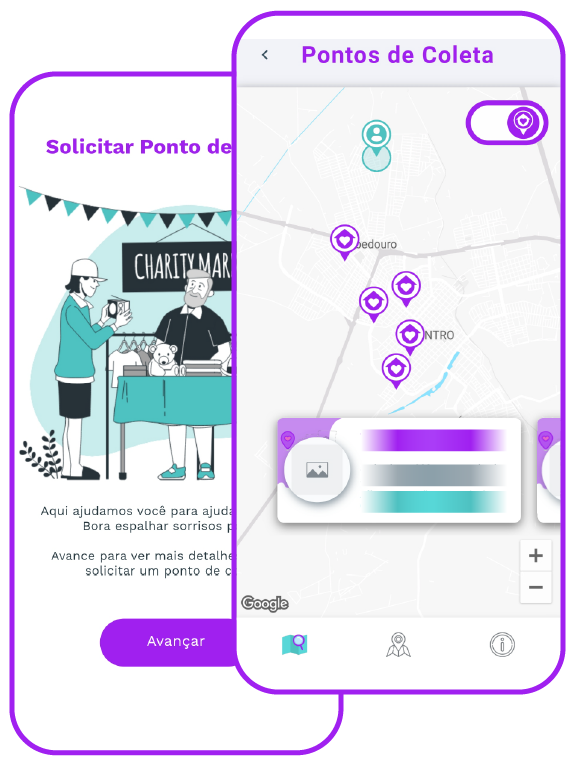 Pontos de Coleta
Solicitar Ponto de
CHARITY MAR
bedouro
NTRO
Aqui ajudamos você para ajuda
Bora espalhar sorrisos p
Avance para ver mais detalhe
solicitar um ponto de c
Avançar
Google